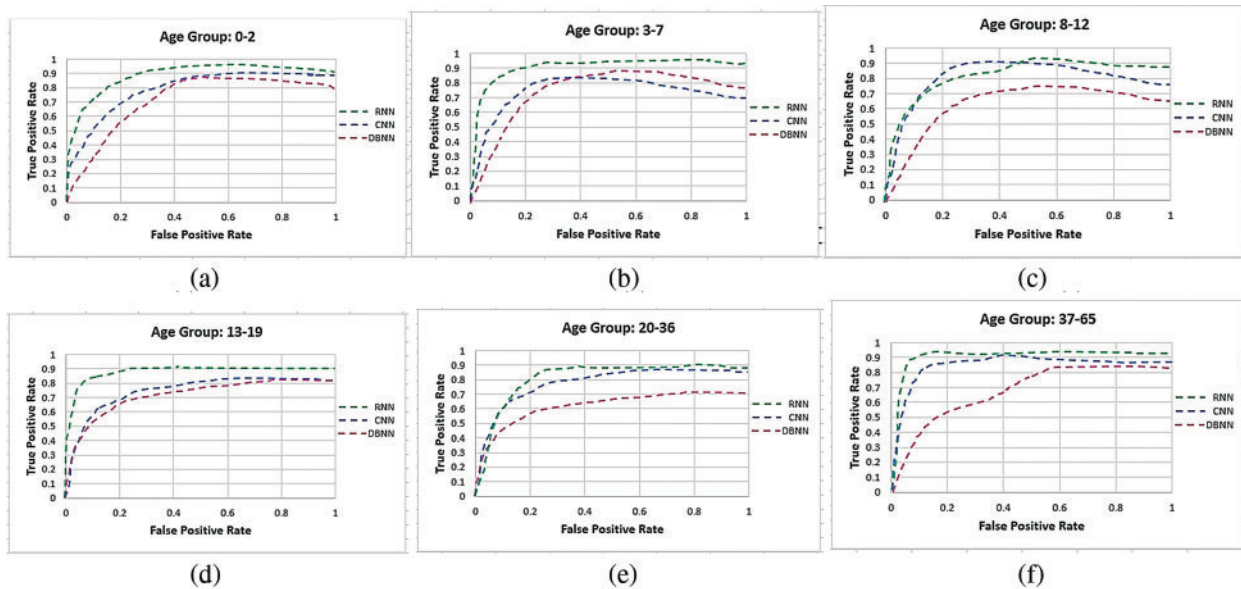 Age Group: 0-2
True Positive Rate
1
0.9
0.8
0.7
0.6
0.5
0.4
0.3
0.2
0.1
0
0 0.2 0.4 0.6 0.8 1
False Positive Rate
RNN
CNN
DBNN
(a)
Age Group: 3-7
True Positive Rate
1
0.9
0.8
0.7
0.6
0.5
0.4
0.3
0.2
0.1
0
0 0.2 0.4 0.6 0.8 1
False Positive Rate
RNN
CNN
DBNN
(b)
Age Group: 8-12
True Positive Rate
1
0.9
0.8
0.7
0.6
0.5
0.4
0.3
0.2
0.1
0
0 0.2 0.4 0.6 0.8 1
False Positive Rate
RNN
CNN
DBNN
(c)
Age Group: 13-19
True Positive Rate
1
0.9
0.8
0.7
0.6
0.5
0.4
0.3
0.2
0.1
0
0 0.2 0.4 0.6 0.8 1
False Positive Rate
RNN
CNN
DBNN
(d)
Age Group: 20-36
True Positive Rate
1
0.9
0.8
0.7
0.6
0.5
0.4
0.3
0.2
0.1
0
0 0.2 0.4 0.6 0.8 1
False Positive Rate
RNN
CNN
DBNN
(e)
Age Group: 37-65
True Positive Rate
1
0.9
0.8
0.7
0.6
0.5
0.4
0.3
0.2
0.1
0
0 0.2 0.4 0.6 0.8 1
False Positive Rate
RNN
CNN
DBNN
(f)